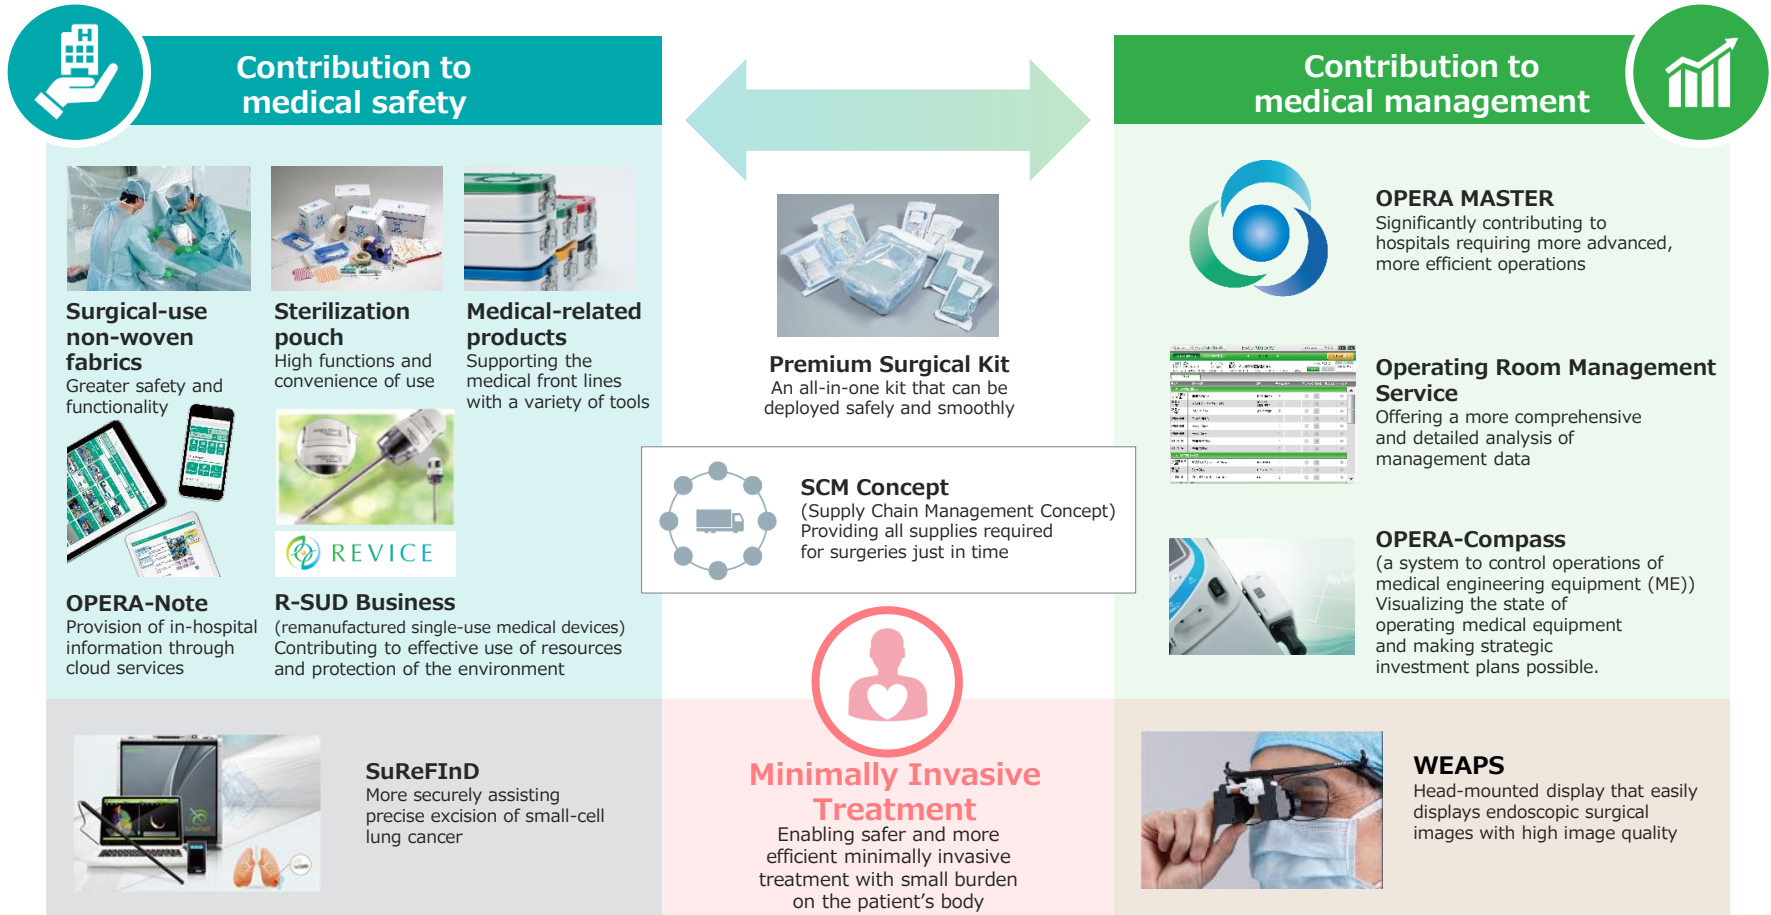 H
Contribution to
medical safety
Contribution to
medical management
Surgical-use
non-woven
fabrics
Greater safety and
functionality
Sterilization
pouch
High functions and
convenience of use
Medical-related
products
Supporting the
medical front lines
with a variety of tools
REVICE
OPERA-Note
Provision of in-hospital
information through
cloud services
R-SUD Business
(remanufactured single-use medical devices)
Contributing to effective use of resources
and protection of the environment
Premium Surgical Kit
An all-in-one kit that can be
deployed safely and smoothly
SCM Concept
(Supply Chain Management Concept)
Providing all supplies required
for surgeries just in time
OPERA MASTER
Significantly contributing to
hospitals requiring more advanced,
more efficient operations
Operating Room Management
Service
Offering a more comprehensive
and detailed analysis of
management data
OPERA-Compass
(a system to control operations of
medical engineering equipment (ME))
Visualizing the state of
operating medical equipment
and making strategic
investment plans possible.
SuReFInD
More securely assisting
precise excision of small-cell
lung cancer
Minimally Invasive
Treatment
Enabling safer and more
efficient minimally invasive
treatment with small burden
on the patient's body
WEAPS
Head-mounted display that easily
displays endoscopic surgical
images with high image quality